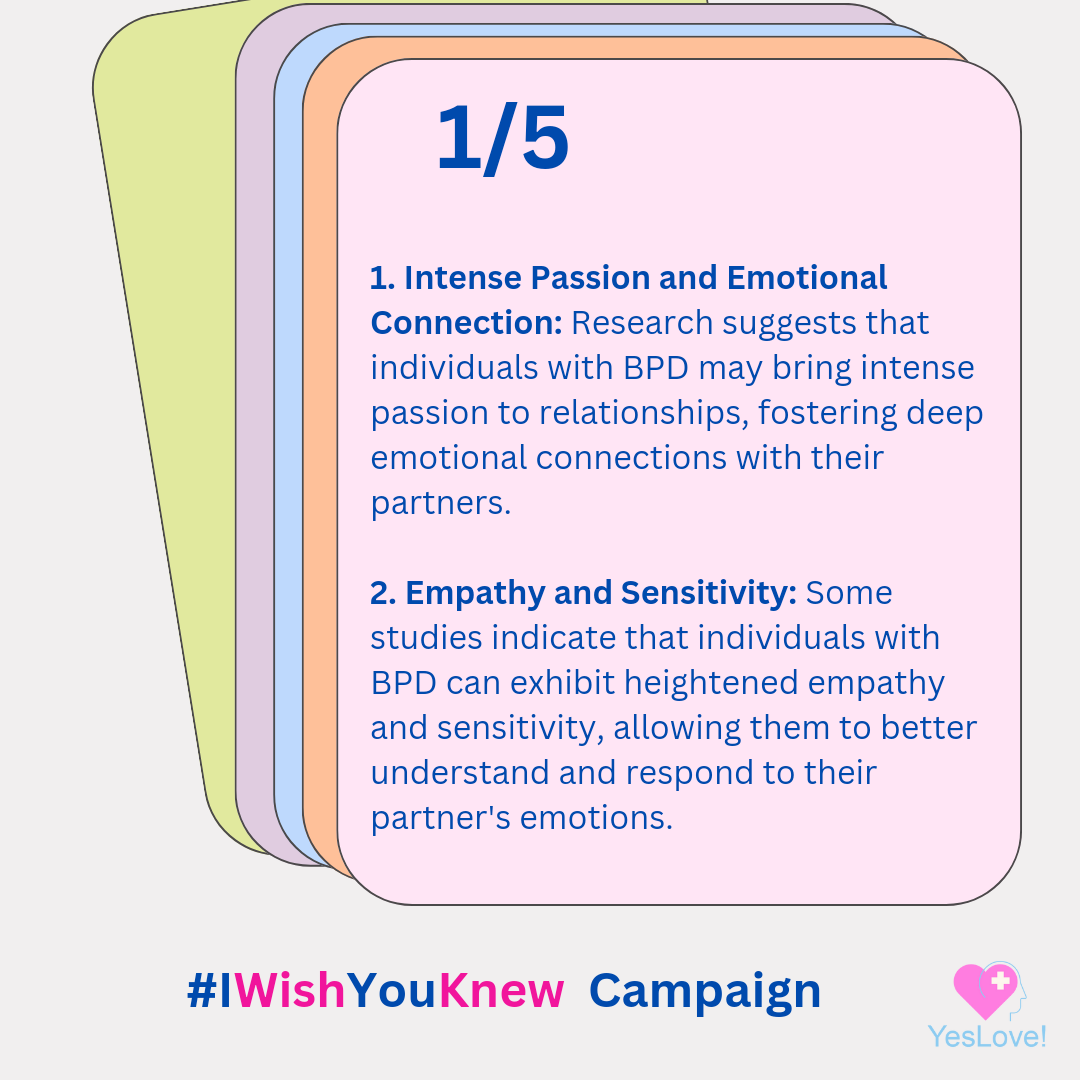 1/5
1. Intense Passion and Emotional
Connection: Research suggests that
individuals with BPD may bring intense
passion to relationships, fostering deep
emotional connections with their
partners.
2. Empathy and Sensitivity: Some
studies indicate that individuals with
BPD can exhibit heightened empathy
and sensitivity, allowing them to better
understand and respond to their
partner's emotions.
#IWishYouKnew Campaign
YesLove!